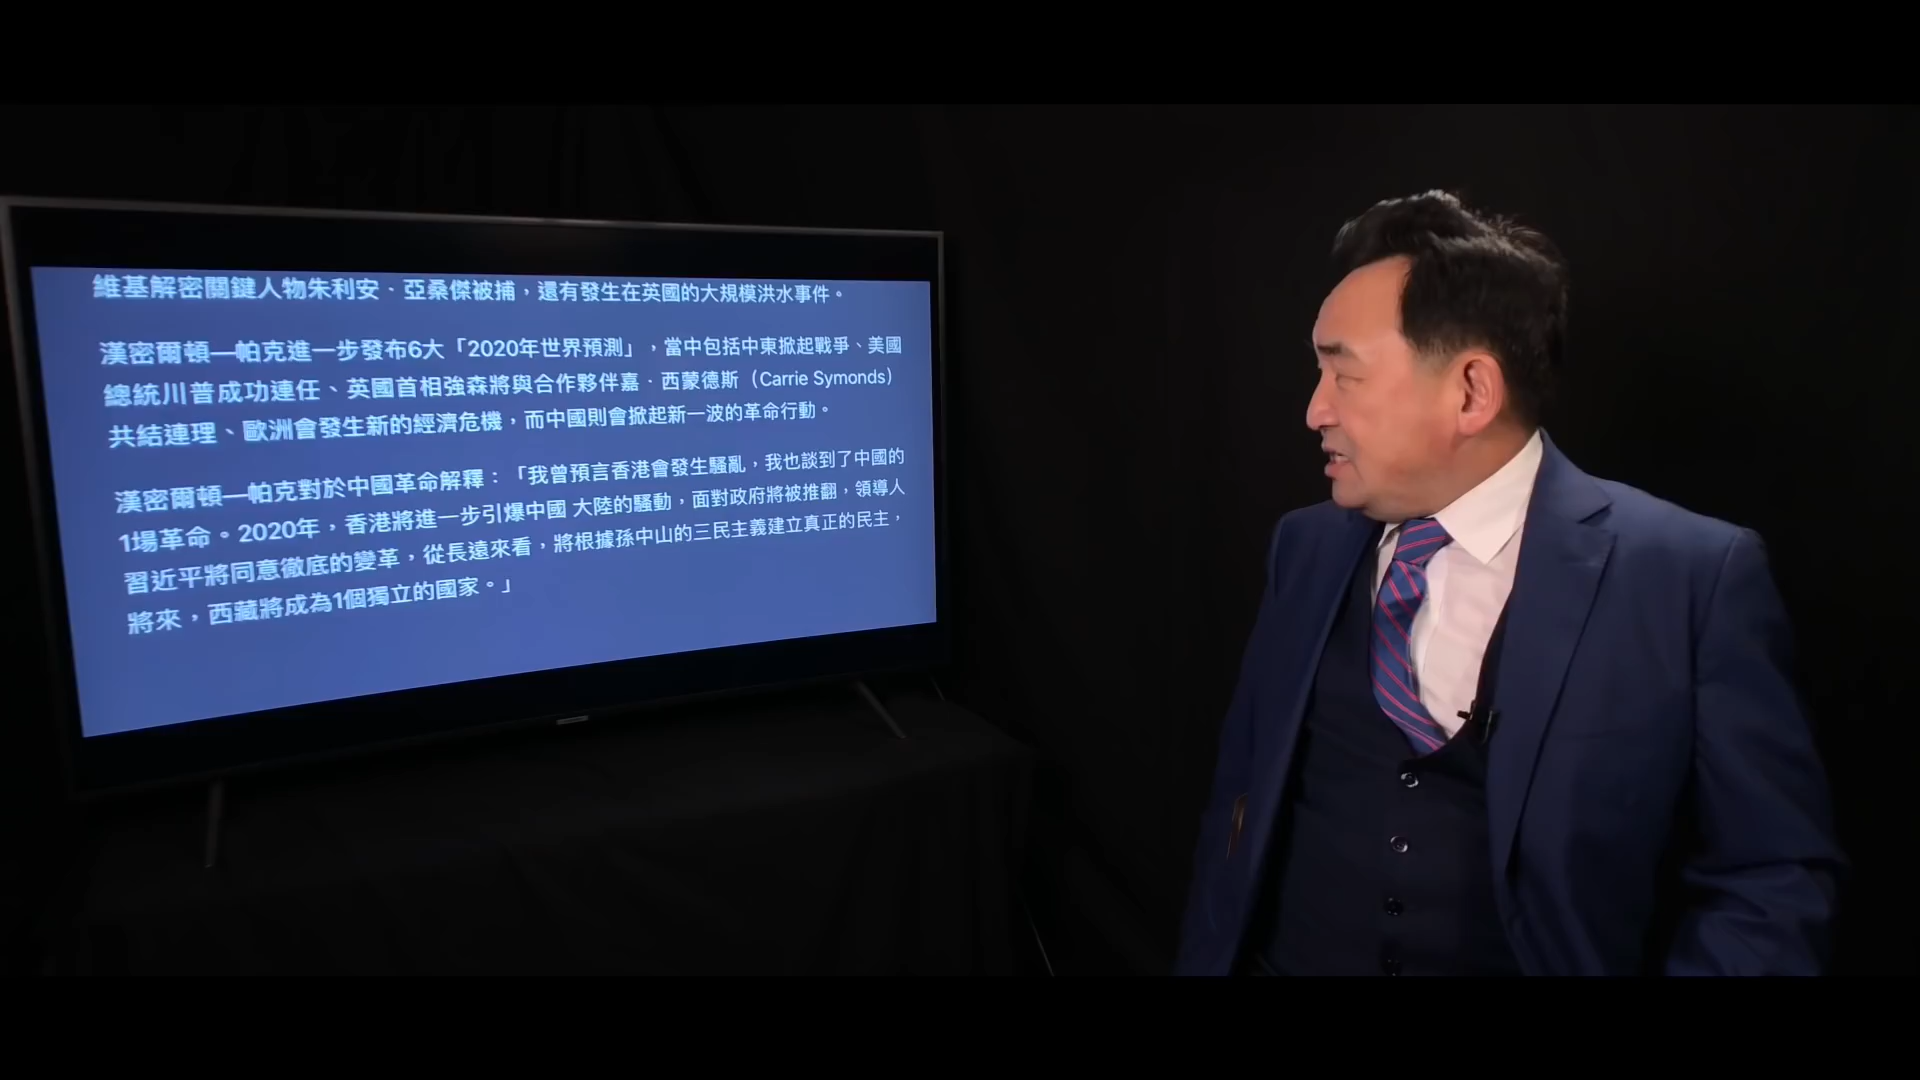 維基解密關鍵人物朱利安·亞桑傑被捕，還有發生在英國的大規模洪水事件。
漢密爾頓—帕克進一步發布6大「2020年世界預測」，當中包括中東掀起戰爭、美國
總統川普成功連任、英國首相強森將與合作夥伴嘉·西蒙德斯（Carrie Symonds）
共結連理、歐洲會發生新的經濟危機，而中國則會掀起新一波的革命行動。
漢密爾頓—帕克對於中國革命解釋：「我曾預言香港會發生騷亂，我也談到了中國的
1場革命。2020年，香港將進一步引爆中國 大陸的騷動，面對政府將被推翻，領導人
習近平將同意徹底的變革，從長遠來看，將根據孫中山的三民主義建立真正的民主，
將來，西藏將成為1個獨立的國家。」